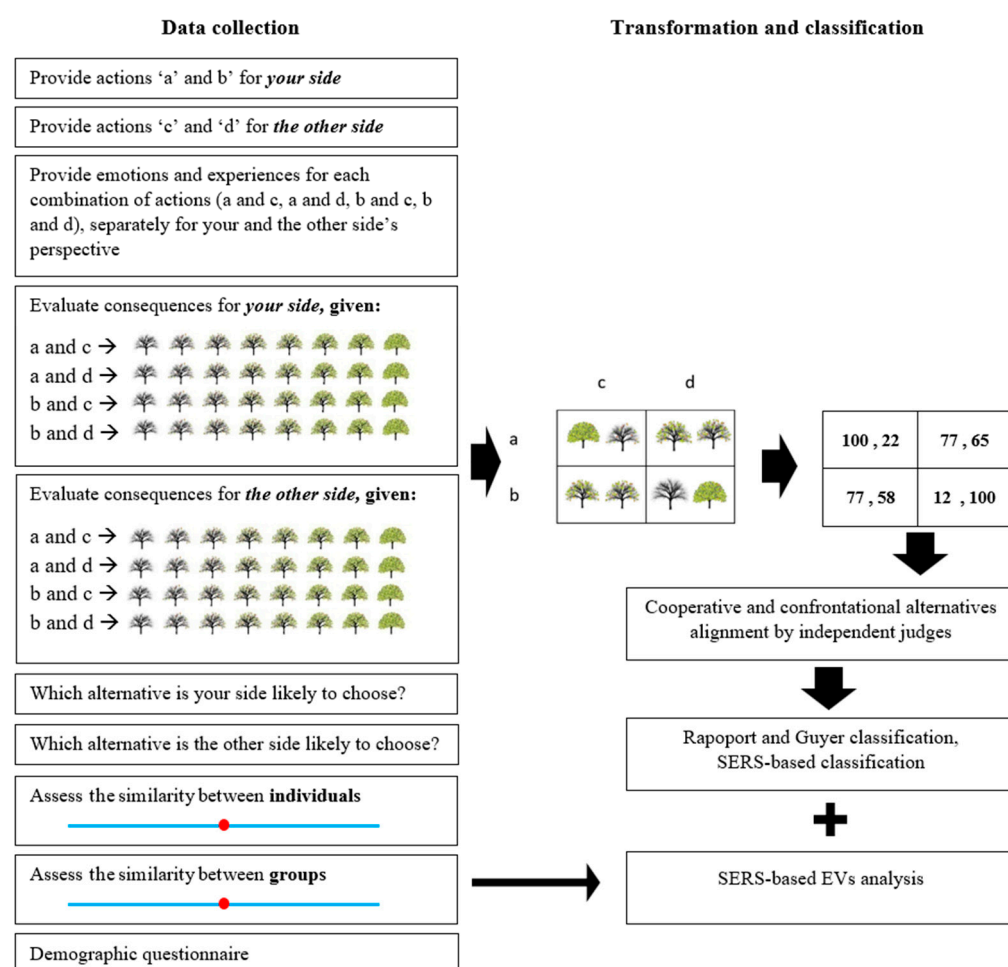 Data collection
Provide actions ‘a’ and b’ for your side
Provide actions ‘c’ and ‘d’ for the other side
Provide emotions and experiences for each
combination of actions (a and c, a and d, b and c, b
and d), separately for your and the other side’s
perspective
Evaluate consequences for your side, given:
a and c →
a and d →
b and c →
b and d →
Evaluate consequences for the other side, given:
a and c →
a and d →
b and c →
b and d →
Which alternative is your side likely to choose?
Which alternative is the other side likely to choose?
Assess the similarity between individuals
Assess the similarity between groups
Demographic questionnaire
Transformation and classification
c d
a
b
100 , 22 77 , 65
77 , 58 12 , 100
Cooperative and confrontational alternatives
alignment by independent judges
Rapoport and Guyer classification,
SERS-based classification
SERS-based EVs analysis